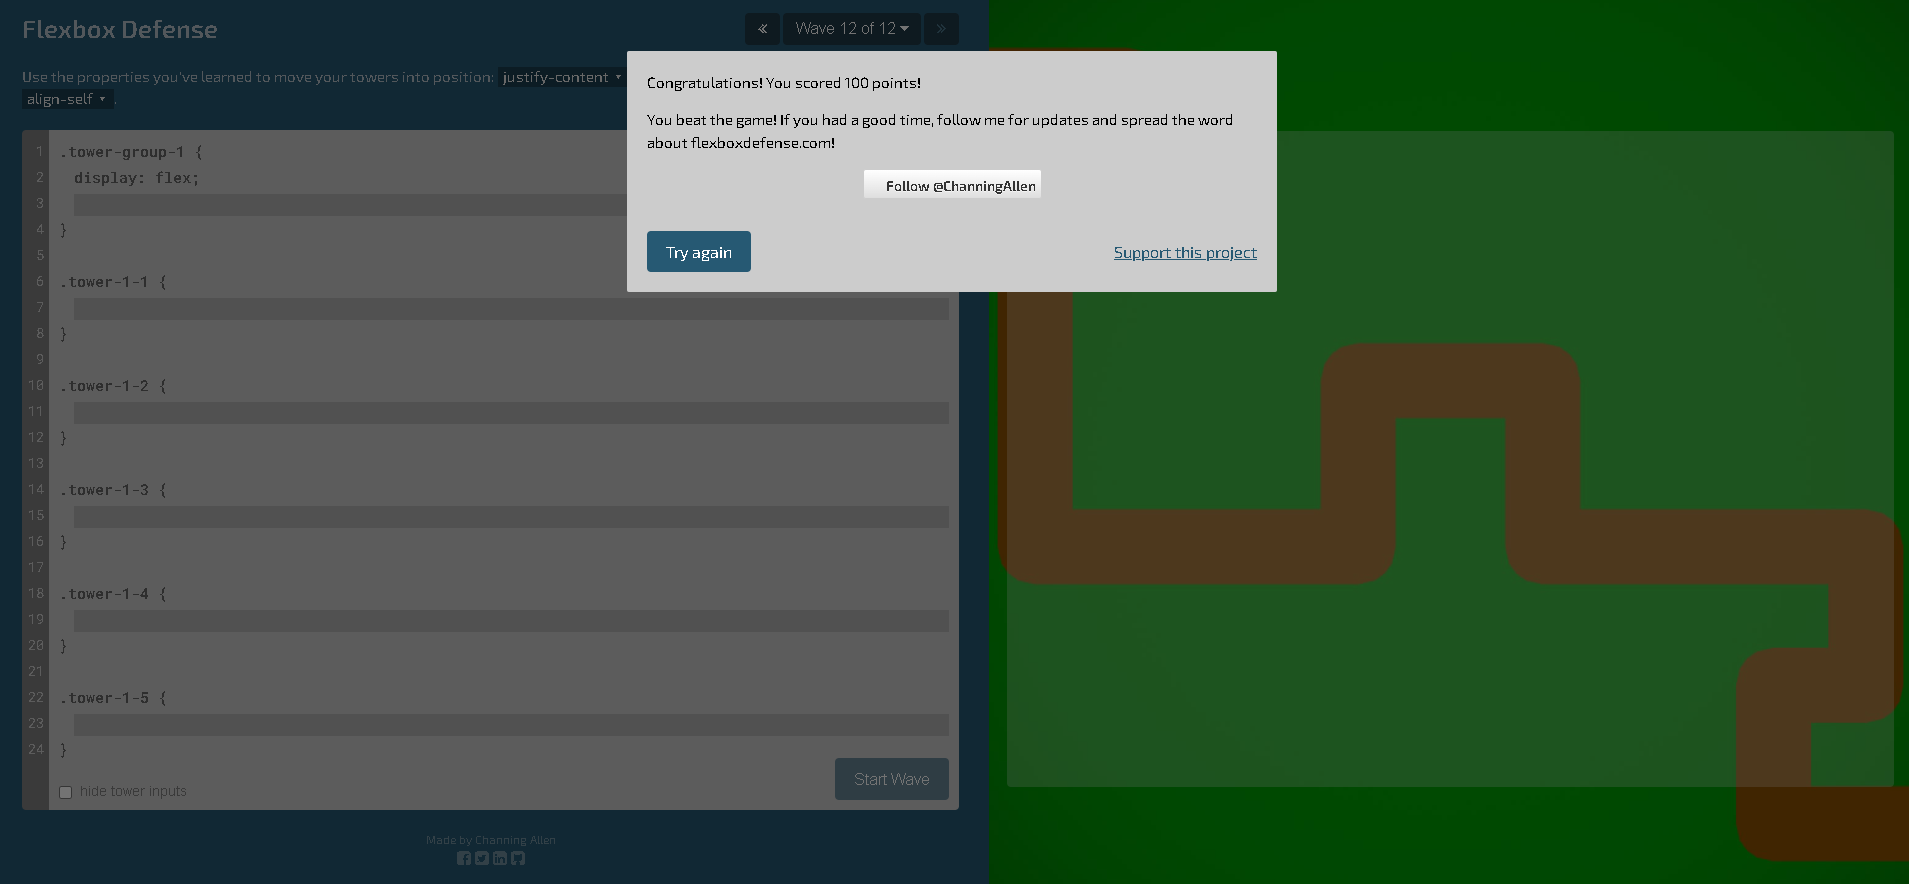 Flexbox Defense
« Wave 12 of 12 »
Use the properties you've learned to move your towers into position: justify-content
align-self .
Congratulations! You scored 100 points!
You beat the game! If you had a good time, follow me for updates and spread the word
about flexboxdefense.com!
Follow @ChanningAllen
Try again
Support this project
1 .tower-group-1 {
2 display: flex;
3
4 }
5
6 .tower-1-1 {
7
8 }
9
10 .tower-1-2 {
11
12 }
13
14 .tower-1-3 {
15
16 }
17
18 .tower-1-4 {
19
20 }
21
22 .tower-1-5 {
23
24 }
hide tower inputs
Start Wave
Made by Channing Allen